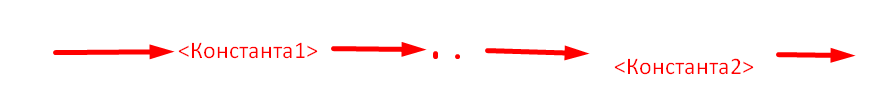 <Константа1> . . <Константа2>